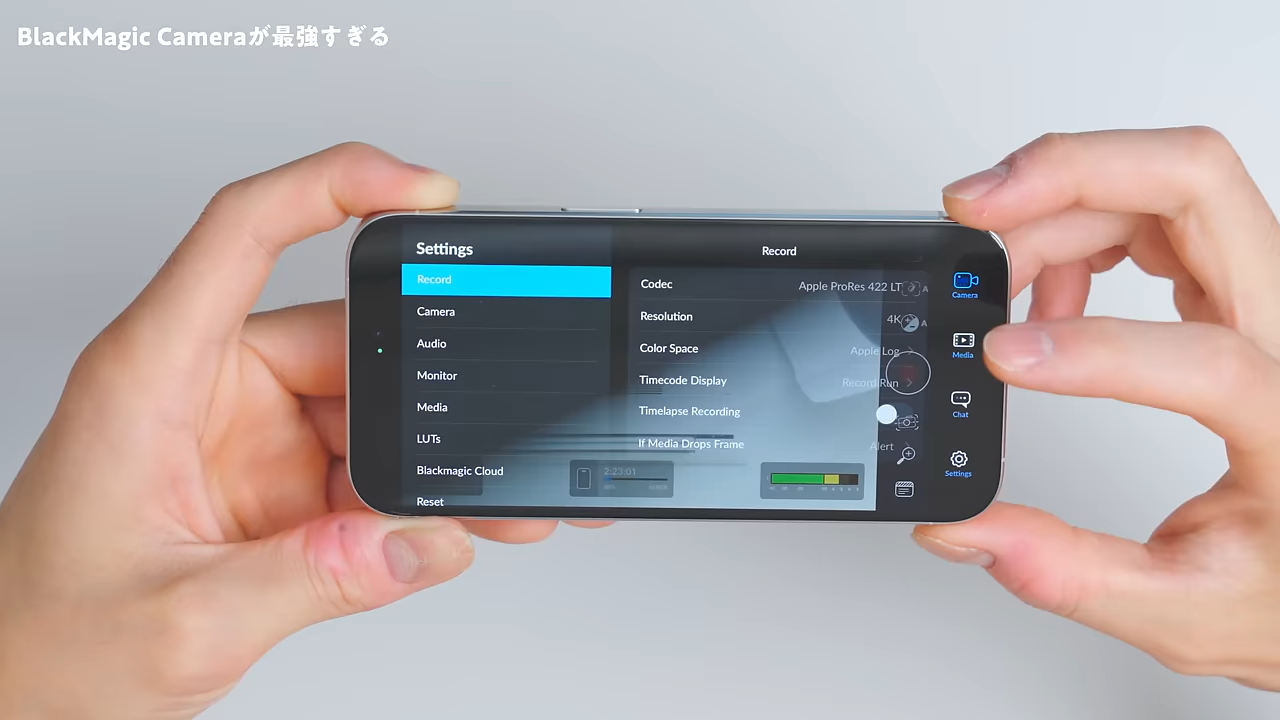 BlackMagic Cameraが最強すぎる
Settings
Record
Camera
Audio
Monitor
Media
LUTs
Blackmagic Cloud
Reset
Record
Codec
Apple ProRes 422 LT
Resolution
4K
Color Space
Apple Log
Timecode Display
Record Run
Timelapse Recording
If Media Drops Frame
Alert
2:23:01
A
A
Camera
Media
Chat
Settings